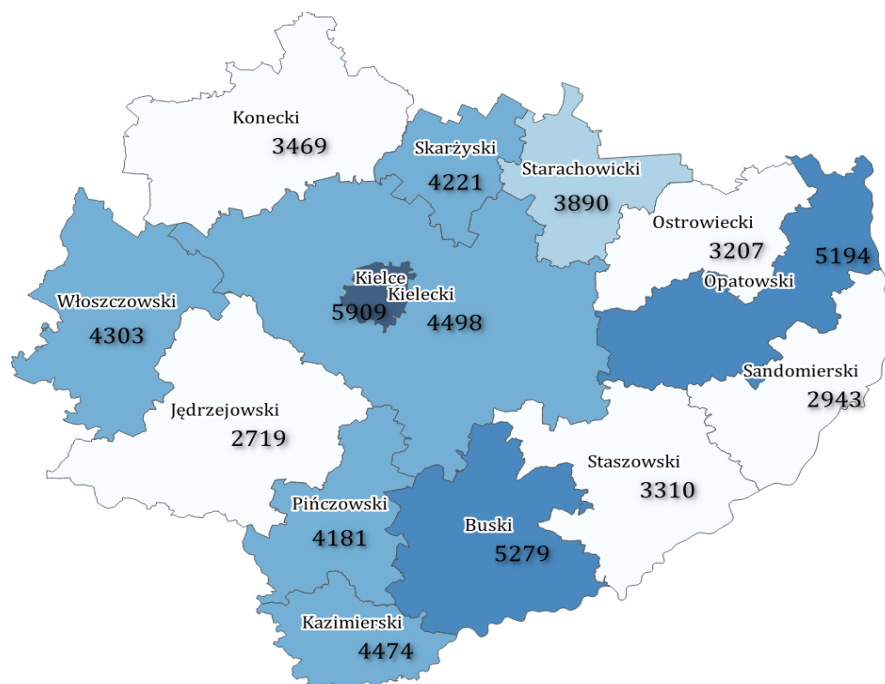 Konecki
3469
Skarżyski
4221
Starachowicki
3890
Ostrowiecki
3207
5194
Opatowski
Kielce
5909
Kielecki
4498
Włoszczowski
4303
Sandomierski
2943
Jędrzejowski
2719
Staszowski
3310
Pińczowski
4181
Buski
5279
Kazimierski
4474